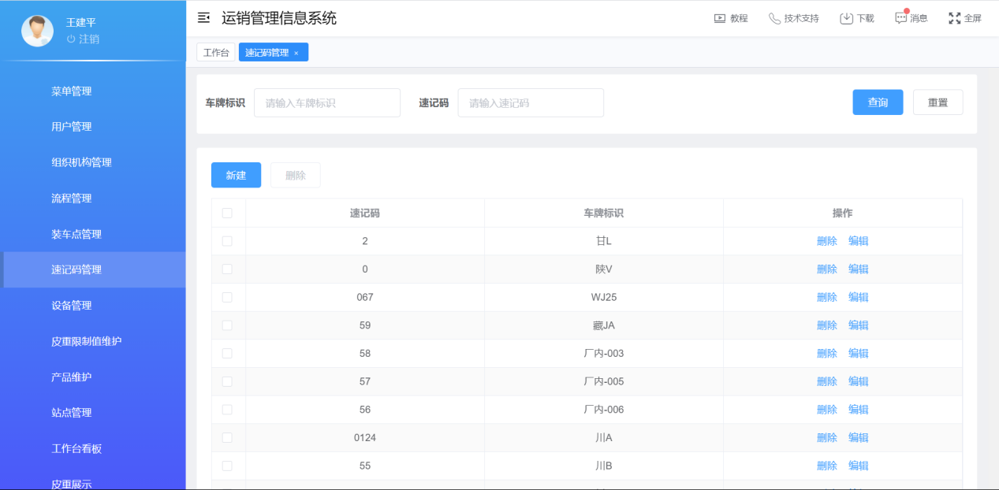 王建平
注销
菜单管理
用户管理
组织机构管理
流程管理
装车点管理
速记码管理
设备管理
皮重限制值维护
产品维护
站点管理
工作台看板
皮重展示
运销管理信息系统 教程 技术支持 下载 消息 全屏
工作台 速记码管理 ×
车牌标识 请输入车牌标识 速记码 请输入速记码 查询 重置
新建 删除
速记码 车牌标识 操作
2 甘L 删除 编辑
0 陕V 删除 编辑
067 WJ25 删除 编辑
59 藏JA 删除 编辑
58 厂内-003 删除 编辑
57 厂内-005 删除 编辑
56 厂内-006 删除 编辑
0124 川A 删除 编辑
55 川B 删除 编辑